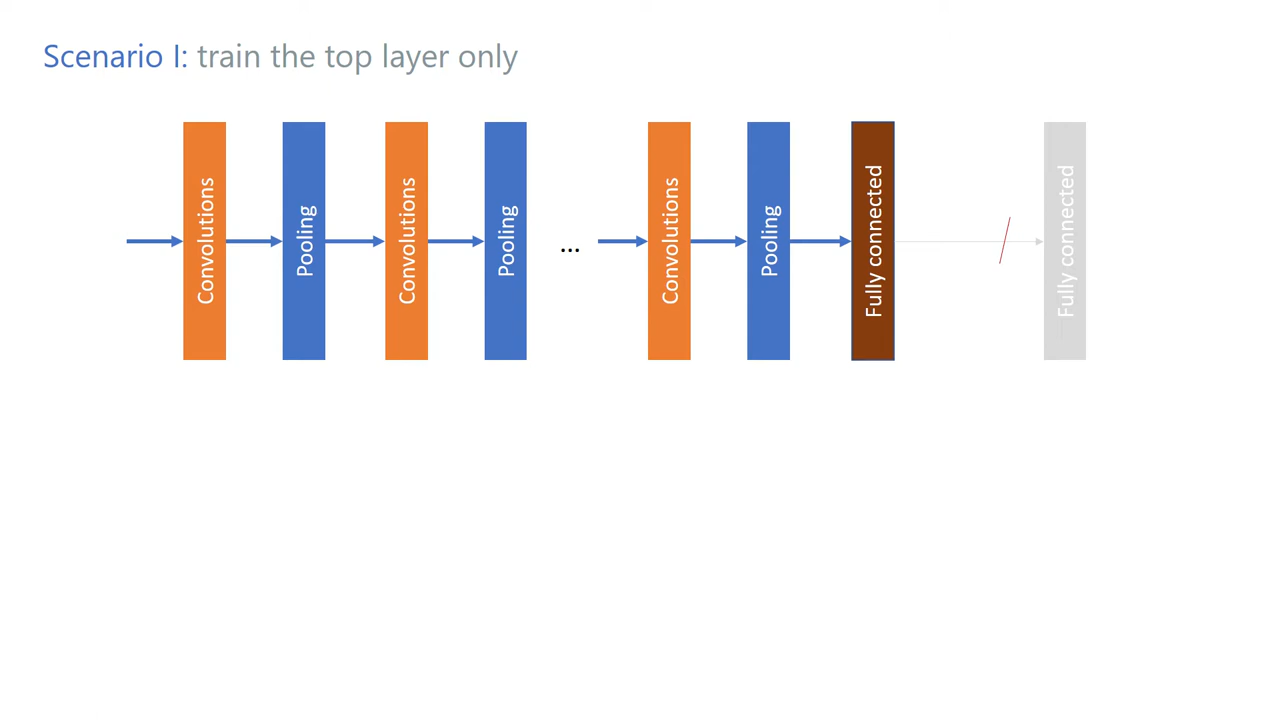 Scenario I: train the top layer only
Convolutions
Pooling
Convolutions
Pooling
...
Convolutions
Pooling
Fully connected
Fully connected